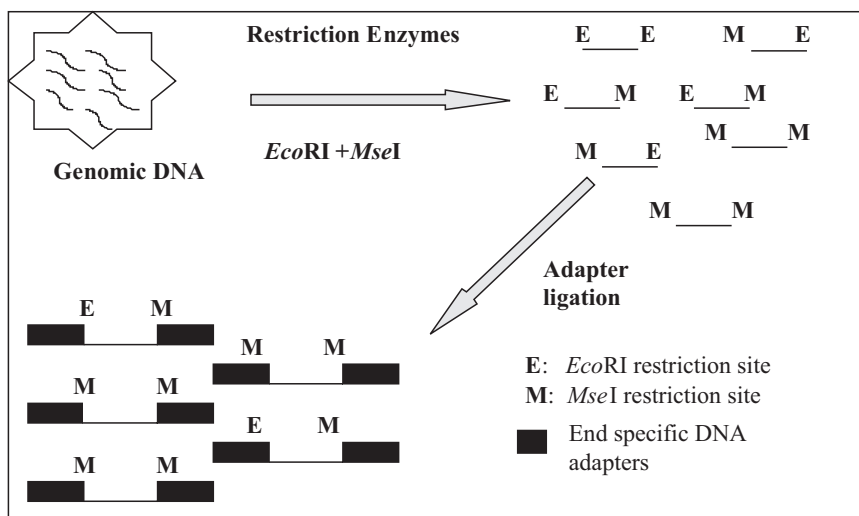 Restriction Enzymes
E E
M E
E M
E M
Genomic DNA
EcoRI +MseI
M E
M M
M M
Adapter
ligation
E M
M M
M M
E M
M M
E: EcoRI restriction site
M: MseI restriction site
End specific DNA
adapters